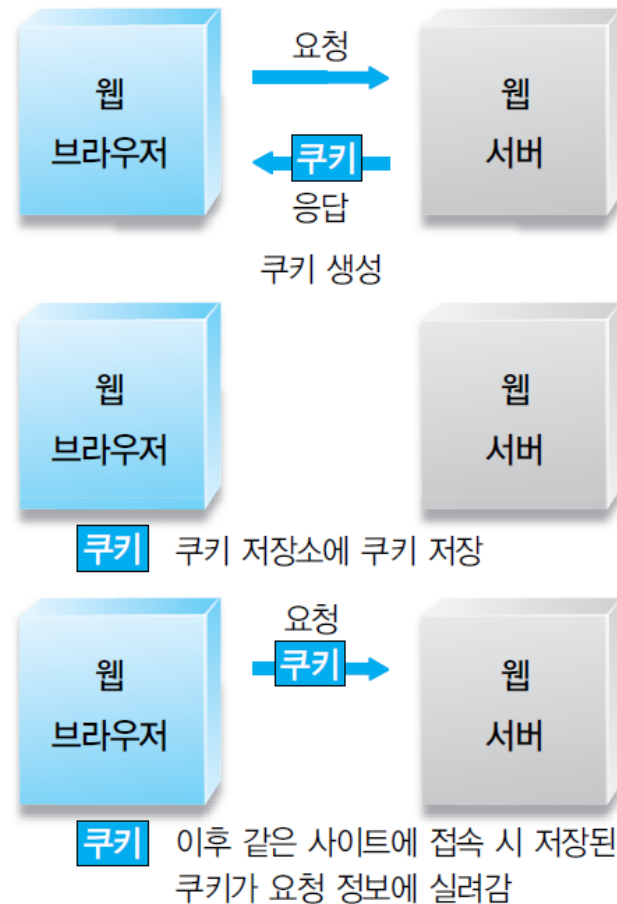 요청
웹
브라우저
웹
서버
쿠키
응답
쿠키 생성
웹
브라우저
웹
서버
쿠키 쿠키 저장소에 쿠키 저장
요청
쿠키
웹
브라우저
웹
서버
쿠키 이후 같은 사이트에 접속 시 저장된
쿠키가 요청 정보에 실려감